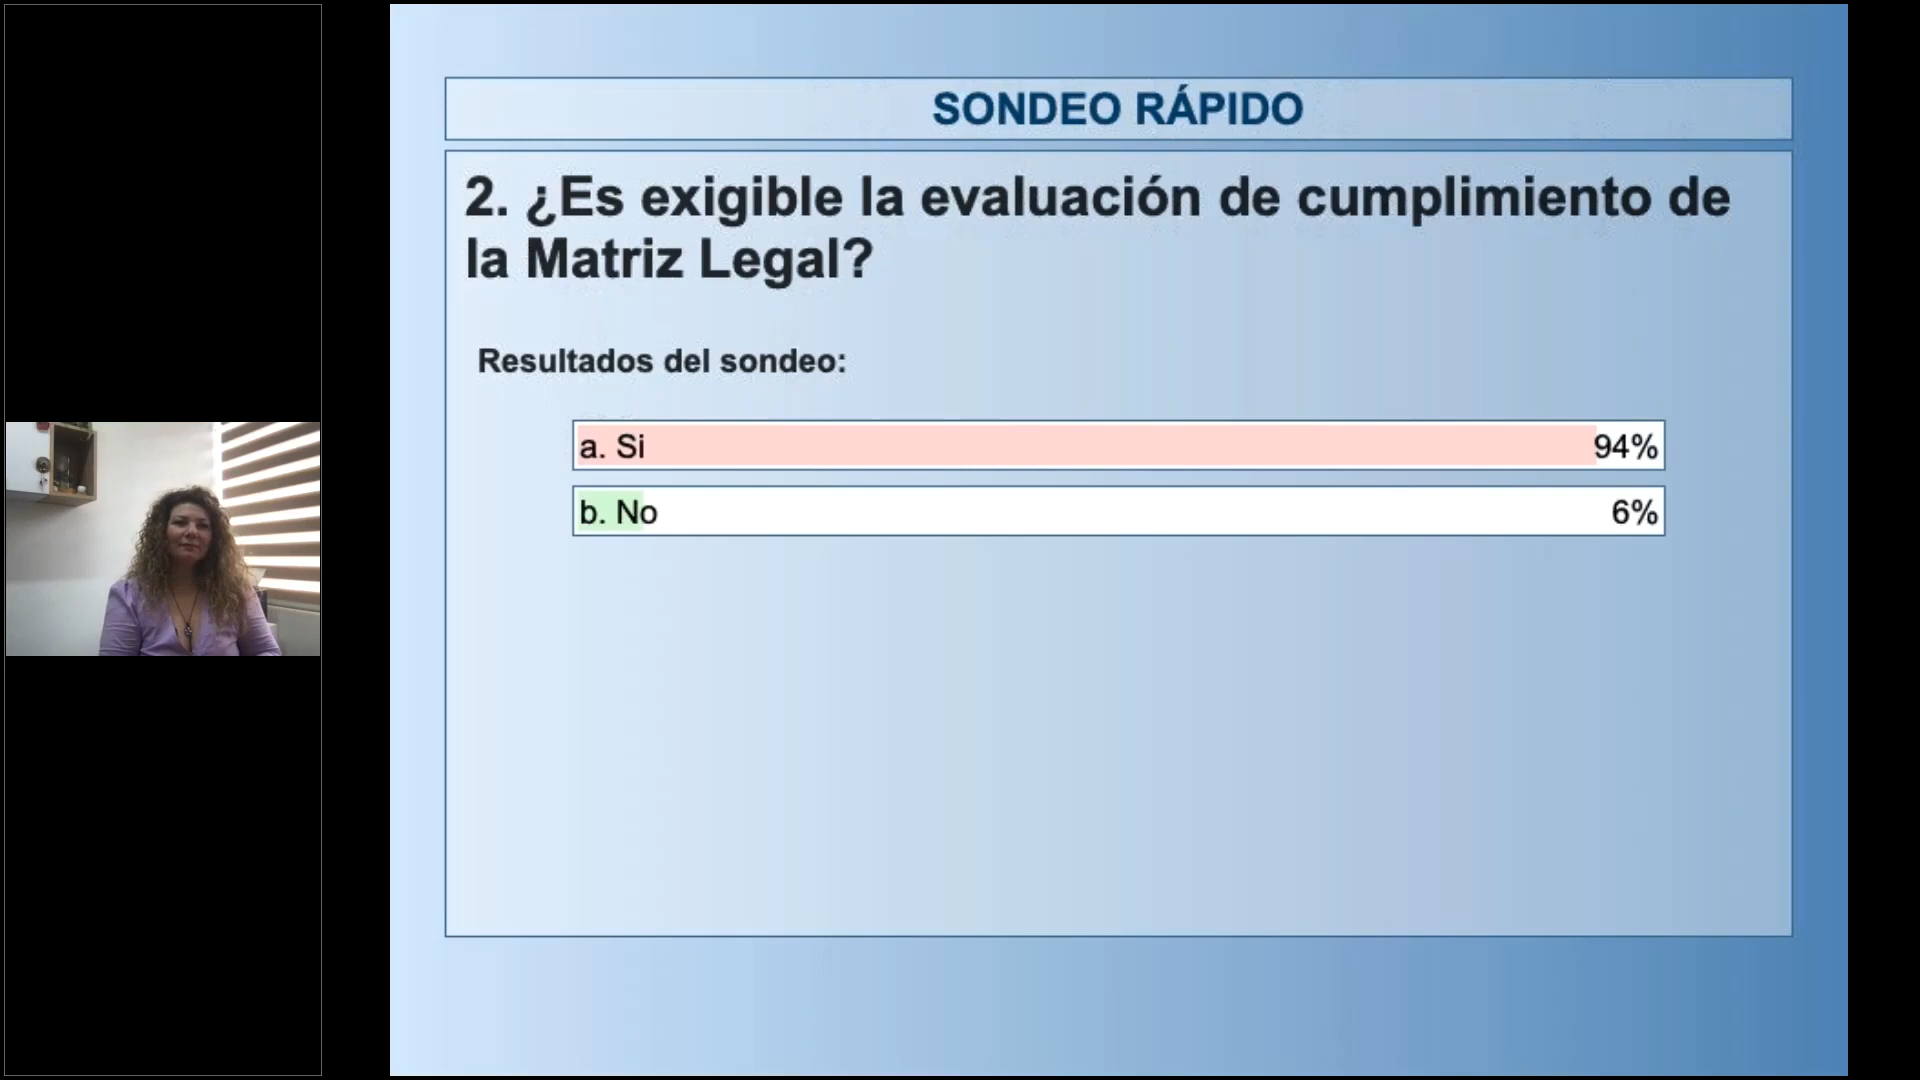 SONDEO RÁPIDO
2. ¿Es exigible la evaluación de cumplimiento de
la Matriz Legal?
Resultados del sondeo:
a. Si 94%
b. No 6%